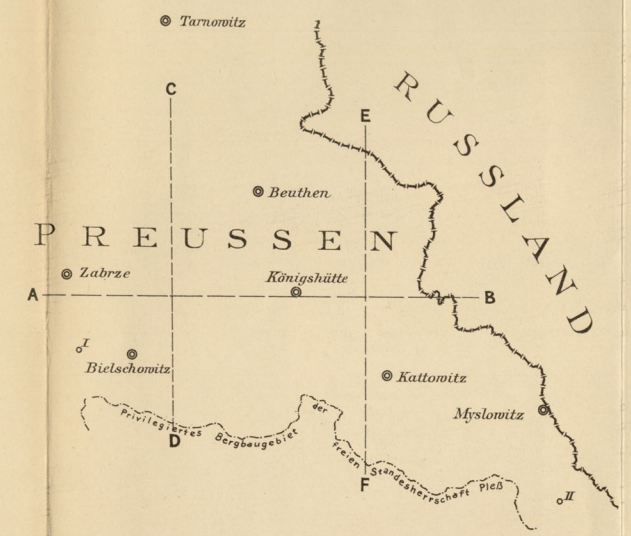 Tarnowitz
C
E
RUSSLAND
Beuthen
PREUSSEN
Zabrze
Königshütte
A
B
I
Bielschowitz
Kattowitz
Myslowitz
Privilegiertes Bergbaugebiet der freien Standesherrschaft Pleß
D
F
II